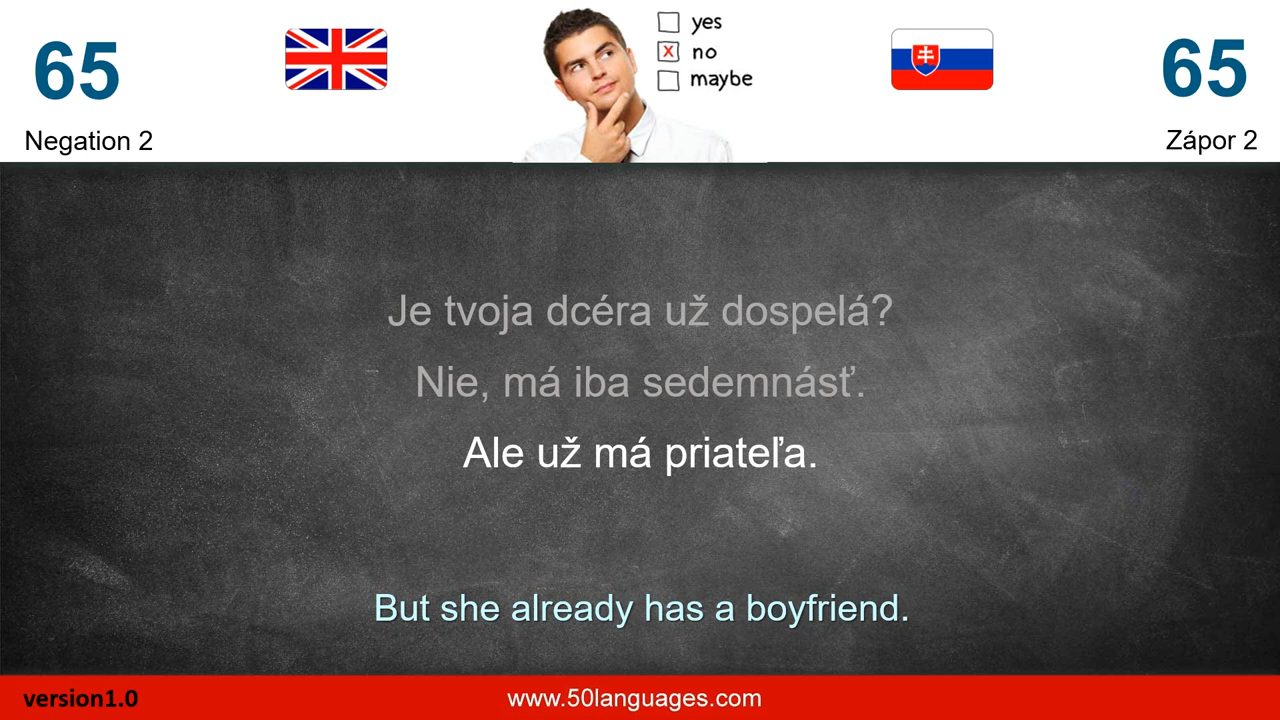 65
Negation 2
yes
no
maybe
65
Zápor 2
Je tvoja dcéra už dospelá?
Nie, má iba sedemnásť.
Ale už má priateľa.
But she already has a boyfriend.
version1.0
www.50languages.com